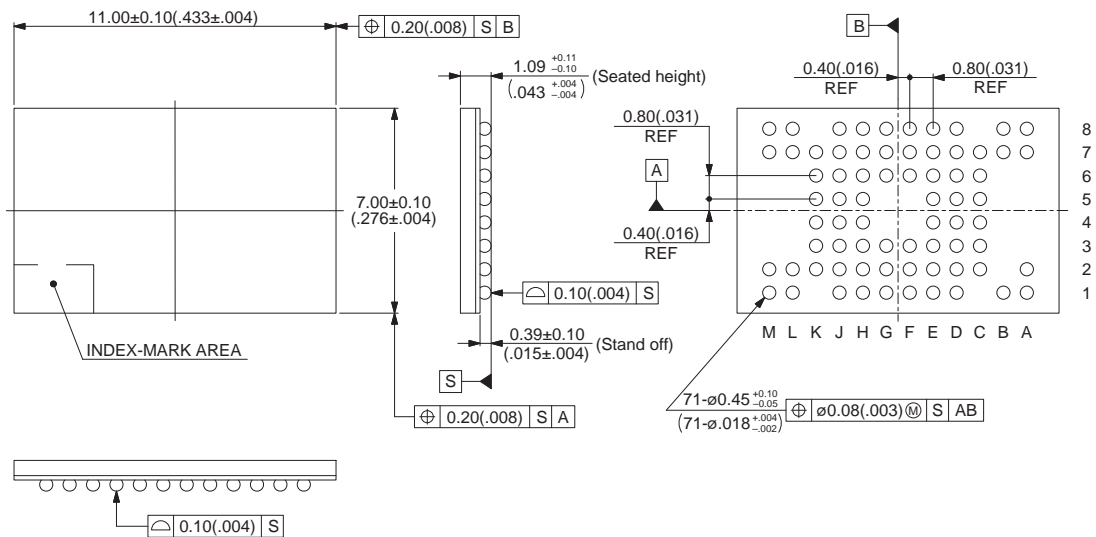 11.00±0.10(.433±.004)
⌖ 0.20(.008) S B
1.09 +0.11 –0.10 (Seated height)
(.043 +.004 –.004)
B
0.40(.016)
REF
0.80(.031)
REF
0.80(.031)
REF
A
0.40(.016)
REF
7.00±0.10
(.276±.004)
8
7
6
5
4
3
2
1
M L K J H G F E D C B A
⌓ 0.10(.004) S
INDEX-MARK AREA
0.39±0.10
(.015±.004)
(Stand off)
S
⌖ 0.20(.008) S A
71-ø0.45 +0.10 –0.05
(71-ø.018 +.004 –.002)
⌖ ø0.08(.003)Ⓜ S AB
⌓ 0.10(.004) S